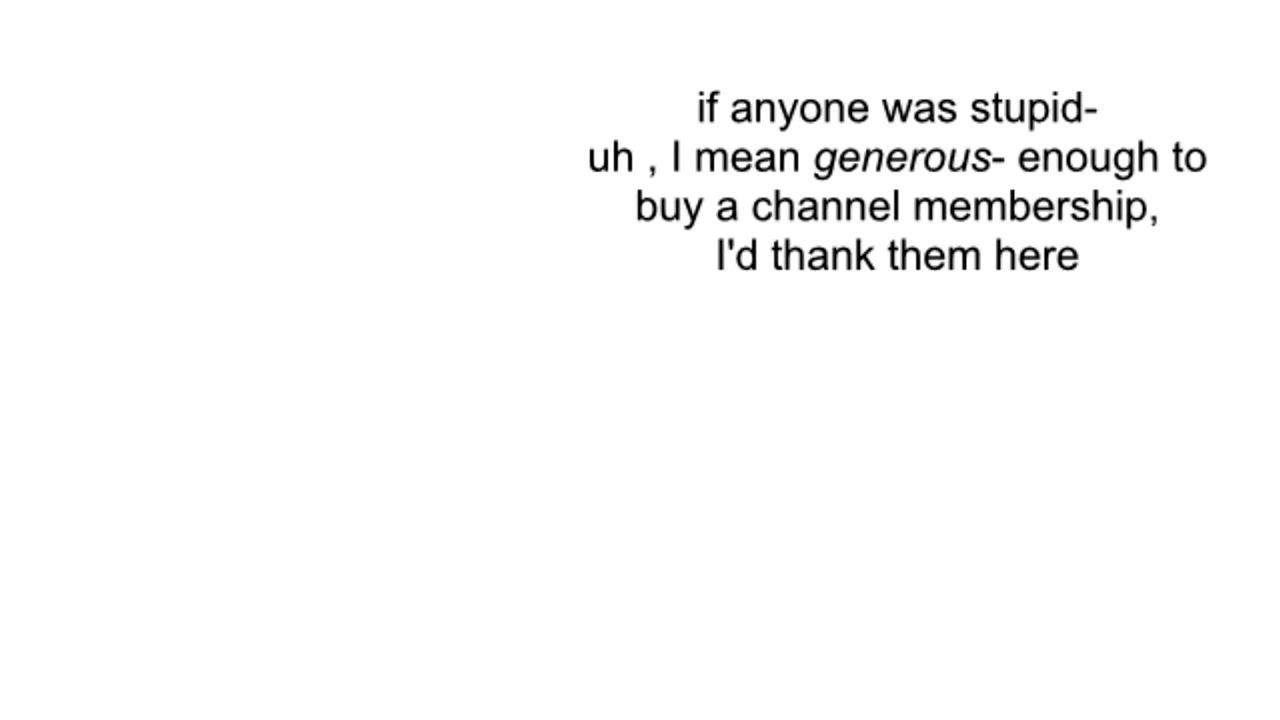 if anyone was stupid-
uh , I mean generous- enough to
buy a channel membership,
I'd thank them here